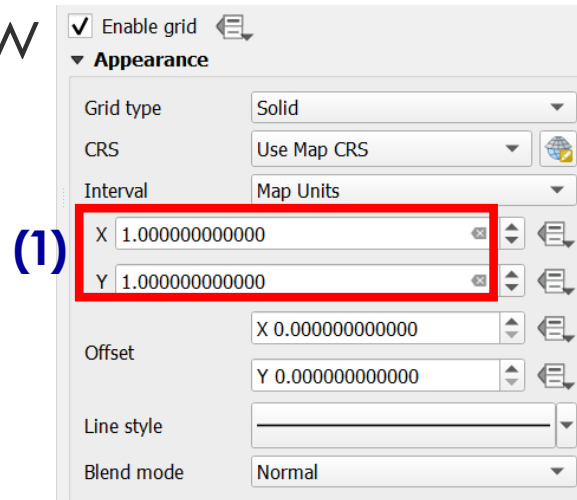 W
Enable grid
Appearance
Grid type Solid
CRS Use Map CRS
Interval Map Units
(1)
X 1.000000000000
Y 1.000000000000
Offset
X 0.000000000000
Y 0.000000000000
Line style
Blend mode Normal